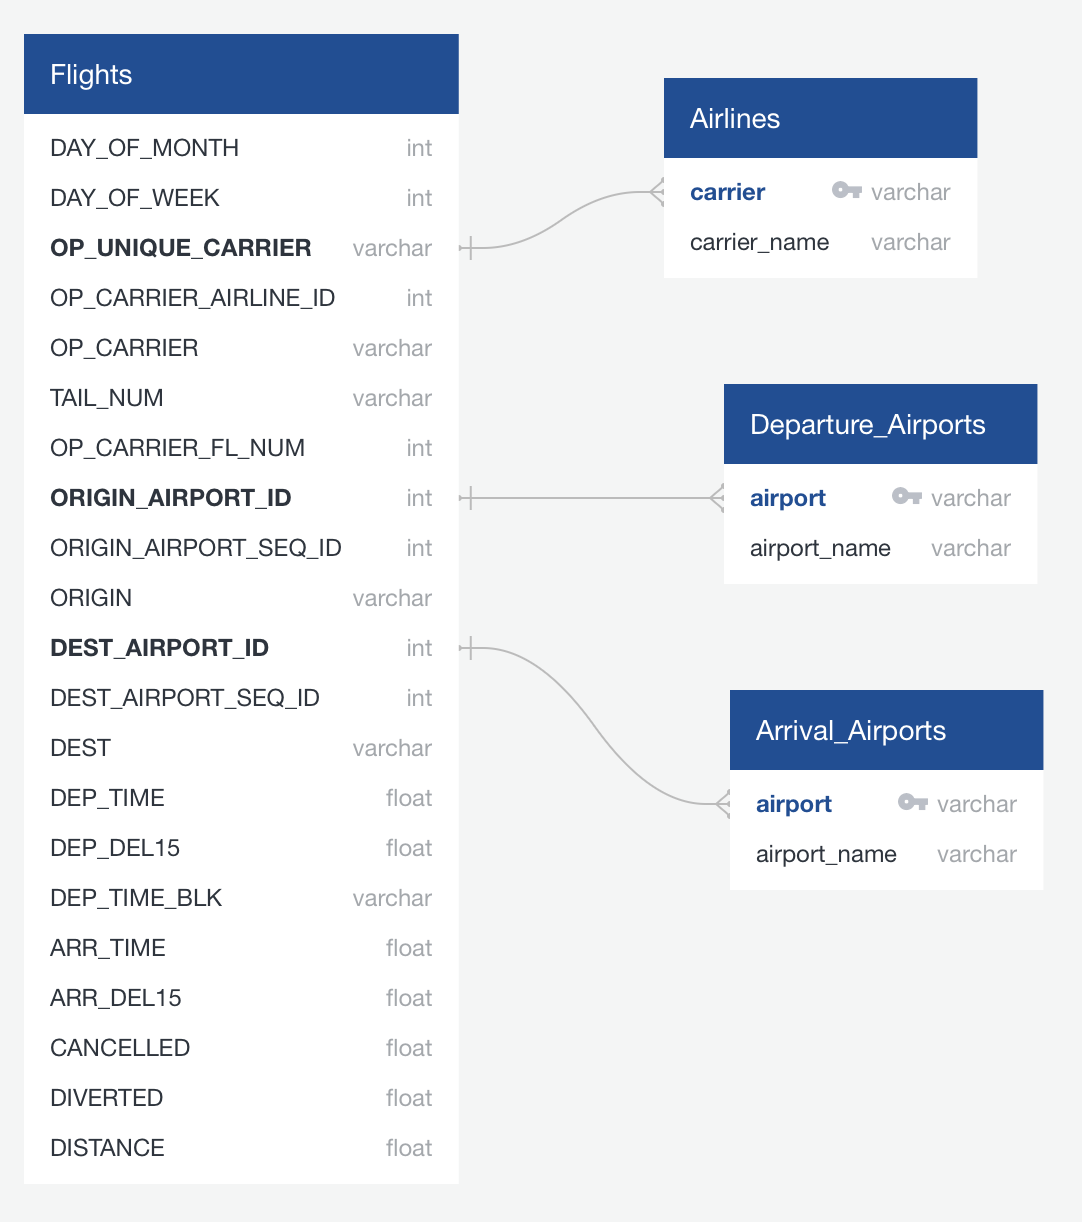 Flights
DAY_OF_MONTH int
DAY_OF_WEEK int
OP_UNIQUE_CARRIER varchar
OP_CARRIER_AIRLINE_ID int
OP_CARRIER varchar
TAIL_NUM varchar
OP_CARRIER_FL_NUM int
ORIGIN_AIRPORT_ID int
ORIGIN_AIRPORT_SEQ_ID int
ORIGIN varchar
DEST_AIRPORT_ID int
DEST_AIRPORT_SEQ_ID int
DEST varchar
DEP_TIME float
DEP_DEL15 float
DEP_TIME_BLK varchar
ARR_TIME float
ARR_DEL15 float
CANCELLED float
DIVERTED float
DISTANCE float
Airlines
carrier varchar
carrier_name varchar
Departure_Airports
airport varchar
airport_name varchar
Arrival_Airports
airport varchar
airport_name varchar